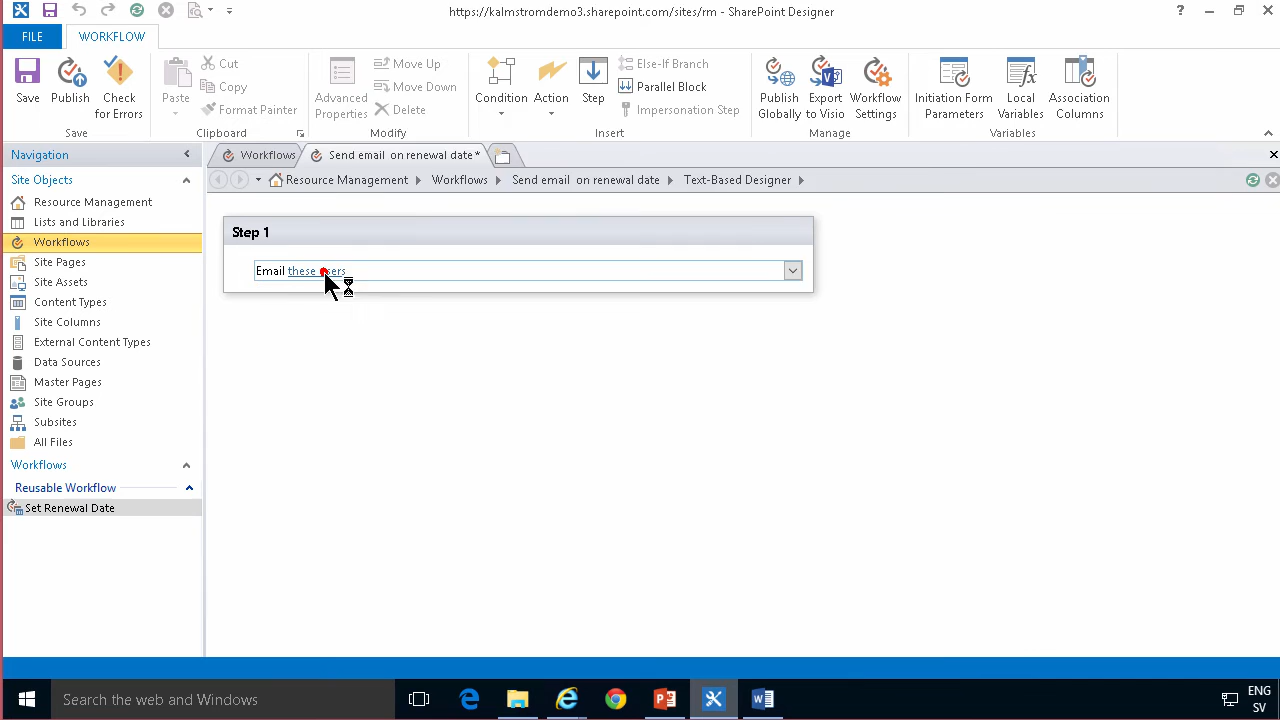 https://kalmstromdemo3.sharepoint.com/sites/rm - SharePoint Designer
FILE
WORKFLOW
Save
Publish
Check for Errors
Save
Paste
Cut
Copy
Format Painter
Clipboard
Advanced Properties
Move Up
Move Down
Delete
Modify
Condition
Action
Step
Else-If Branch
Parallel Block
Impersonation Step
Insert
Publish Globally
Export to Visio
Workflow Settings
Manage
Initiation Form Parameters
Local Variables
Association Columns
Variables
Navigation
Workflows
Send email on renewal date*
Resource Management
Workflows
Send email on renewal date
Text-Based Designer
Site Objects
Resource Management
Lists and Libraries
Workflows
Site Pages
Site Assets
Content Types
Site Columns
External Content Types
Data Sources
Master Pages
Site Groups
Subsites
All Files
Workflows
Reusable Workflow
Set Renewal Date
Step 1
Email these users
Search the web and Windows
ENG
SV